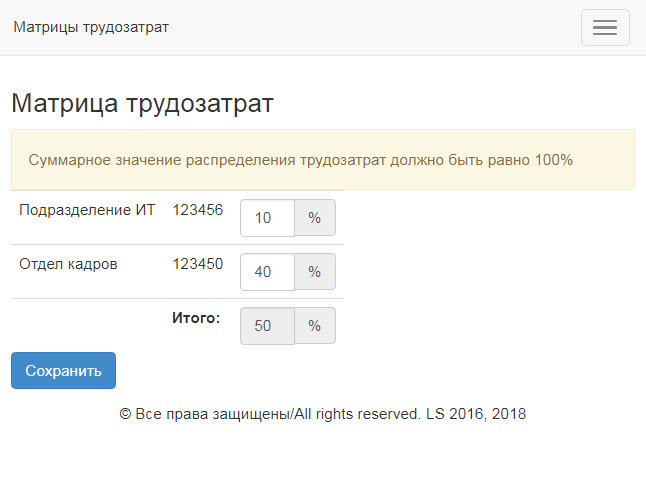 Матрицы трудозатрат
Матрица трудозатрат
Суммарное значение распределения трудозатрат должно быть равно 100%
Подразделение ИТ 123456 10 %
Отдел кадров 123450 40 %
Итого: 50 %
Сохранить
© Все права защищены/All rights reserved. LS 2016, 2018